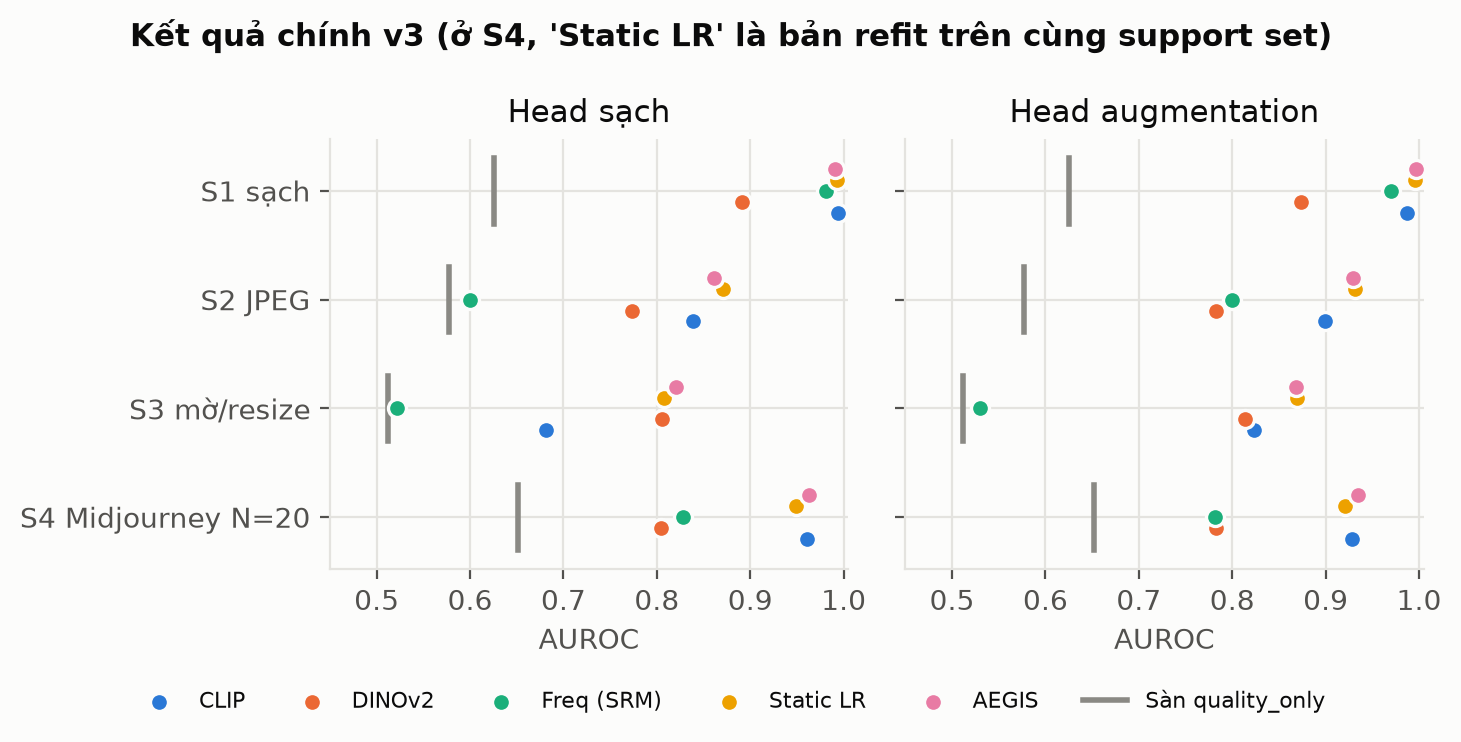 Kết quả chính v3 (ở S4, 'Static LR' là bản refit trên cùng support set)
Head sạch
Head augmentation
S1 sạch
S2 JPEG
S3 mờ/resize
S4 Midjourney N=20
0.5 0.6 0.7 0.8 0.9 1.0
0.5 0.6 0.7 0.8 0.9 1.0
AUROC
AUROC
CLIP DINOv2 Freq (SRM) Static LR AEGIS Sàn quality_only